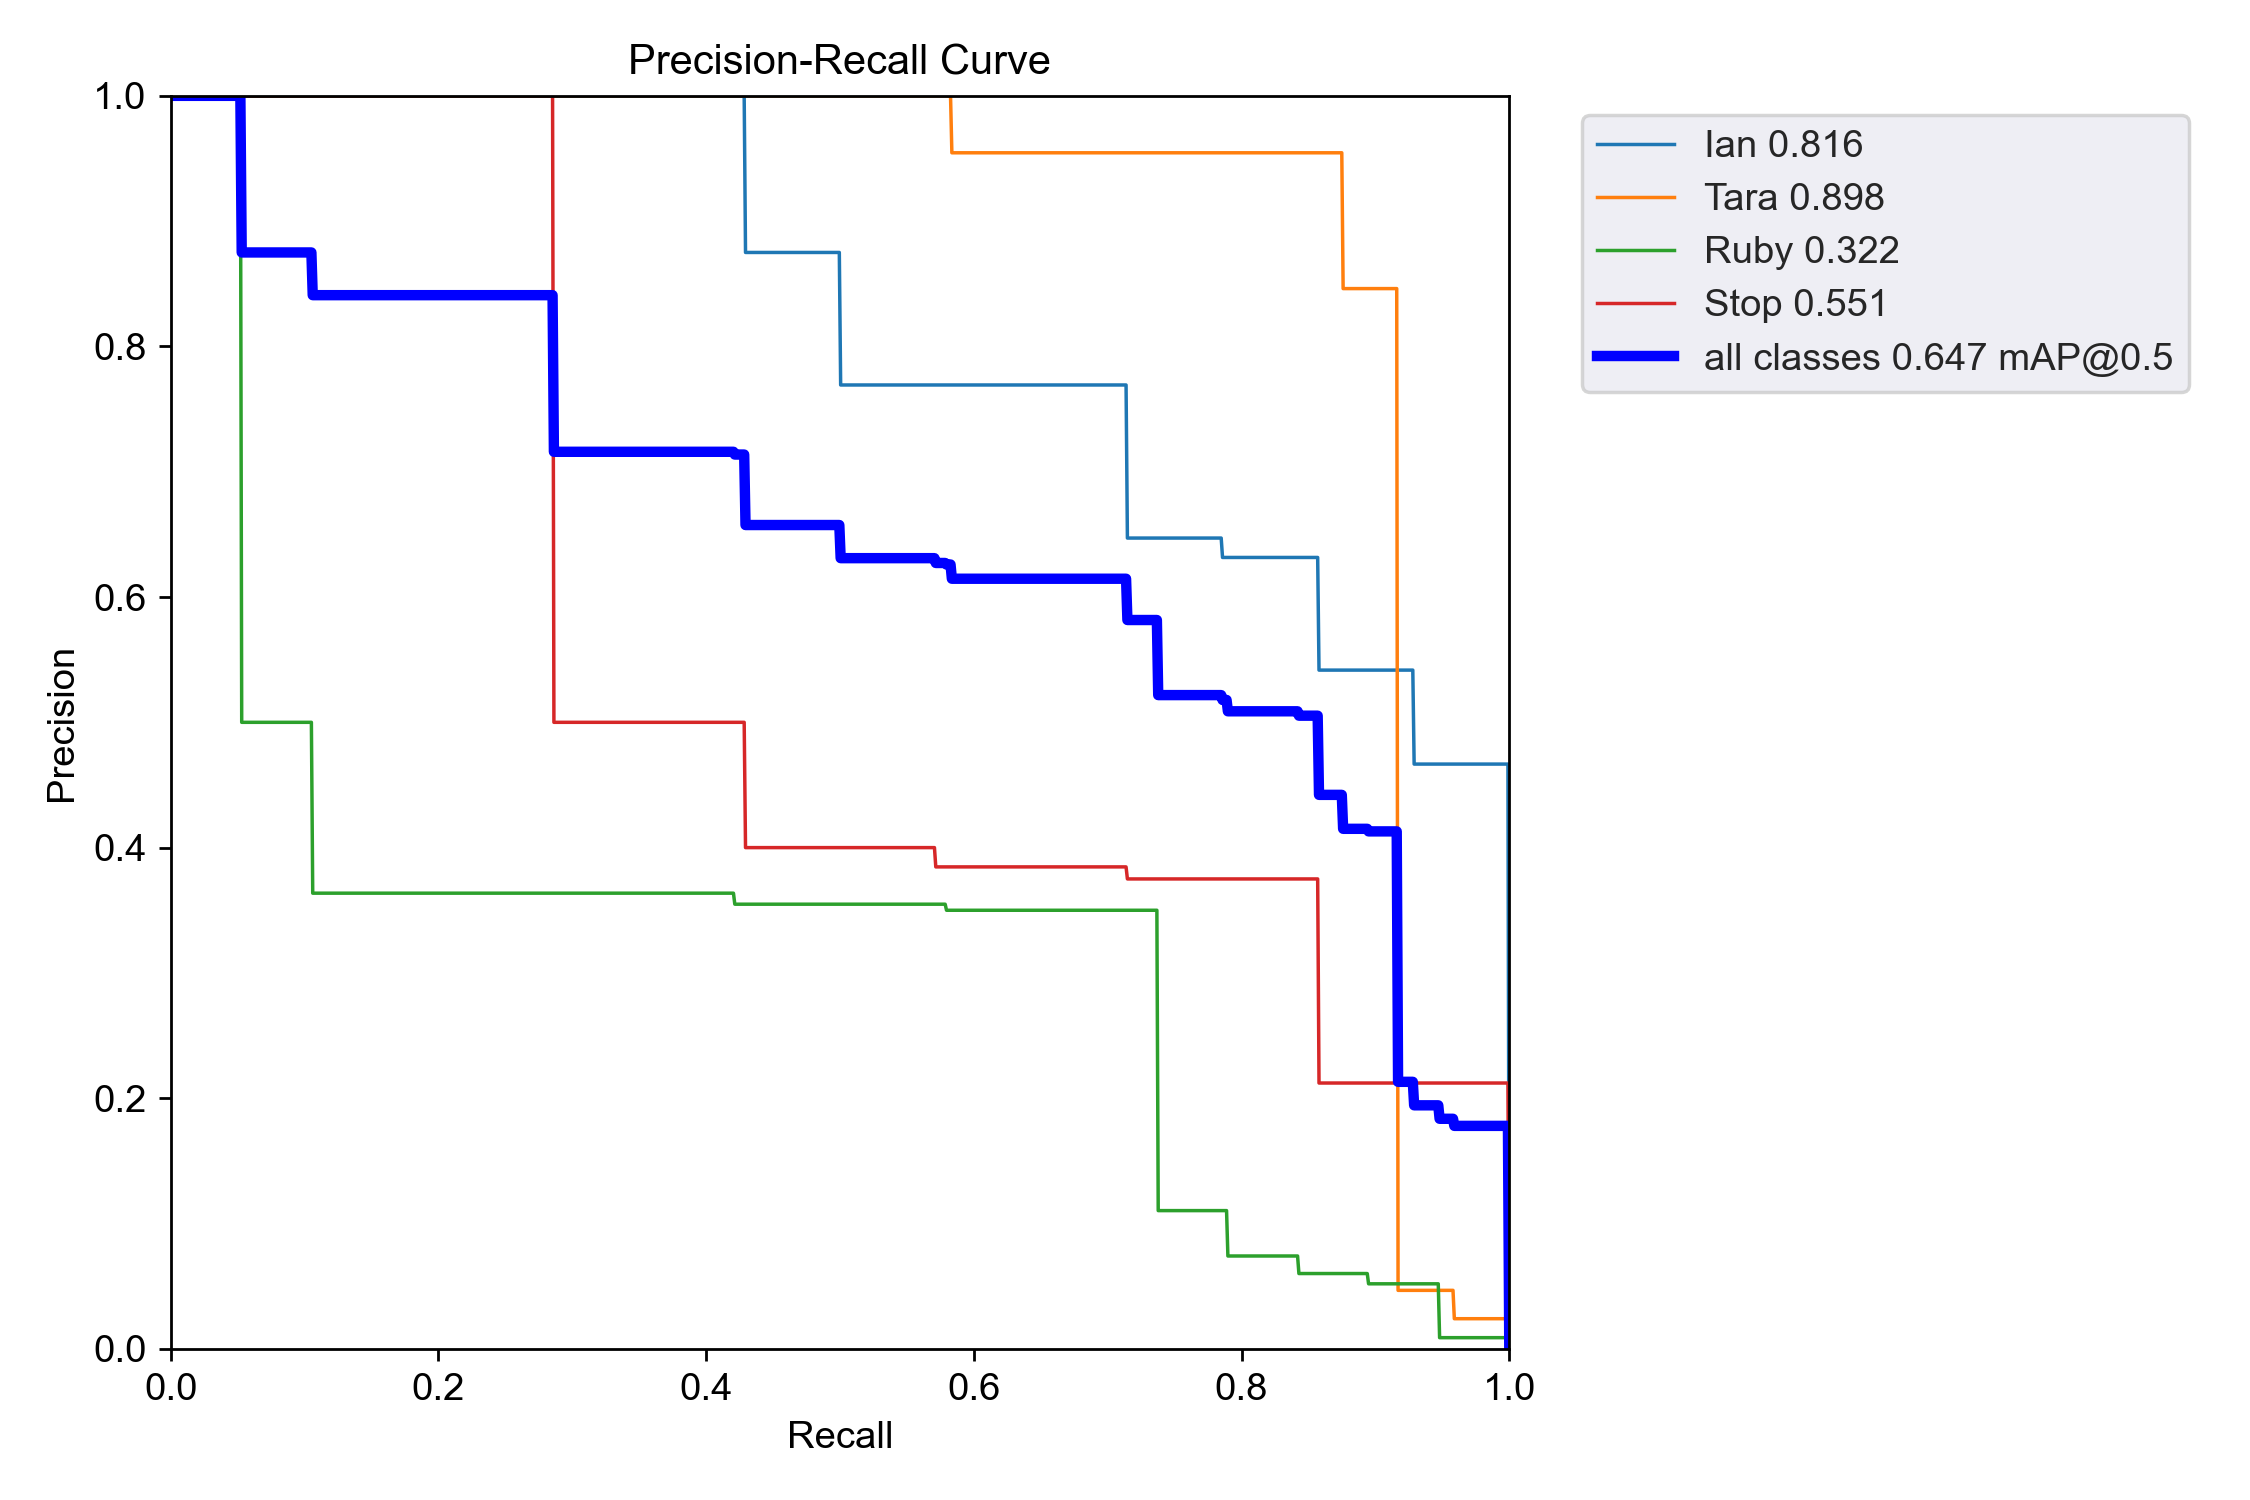 Precision-Recall Curve
1.0
0.8
0.6
0.4
0.2
0.0
Precision
0.0 0.2 0.4 0.6 0.8 1.0
Recall
Ian 0.816
Tara 0.898
Ruby 0.322
Stop 0.551
all classes 0.647 mAP@0.5